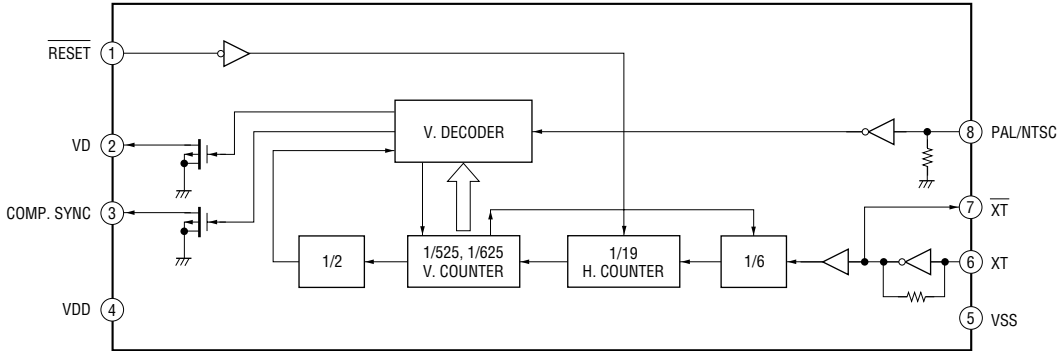 RESET
1
VD
2
COMP. SYNC
3
VDD
4
V. DECODER
1/2
1/525, 1/625
V. COUNTER
1/19
H. COUNTER
1/6
8
PAL/NTSC
7
XT
6
XT
5
VSS